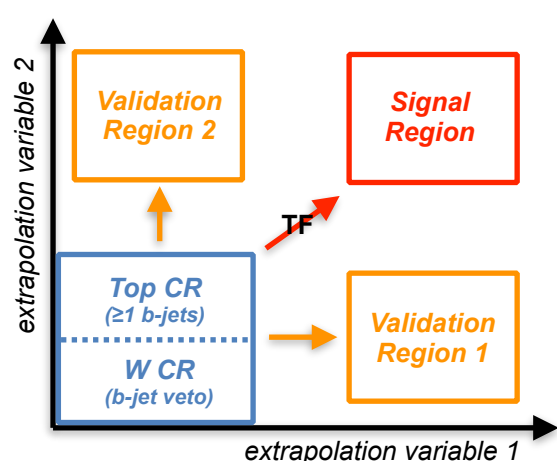 extrapolation variable 2
Validation
Region 2
Signal
Region
TF
Top CR
(≥1 b-jets)
W CR
(b-jet veto)
Validation
Region 1
extrapolation variable 1